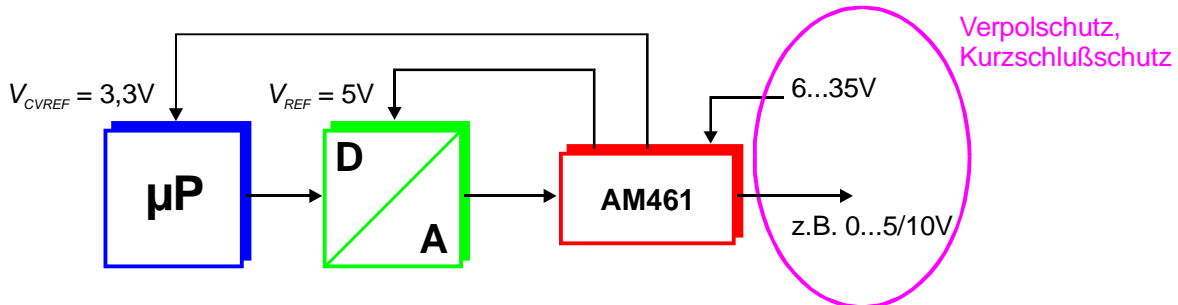 Verpolschutz,
Kurzschlußschutz
V_CVREF = 3,3V
V_REF = 5V
6...35V
µP
D
A
AM461
z.B. 0...5/10V